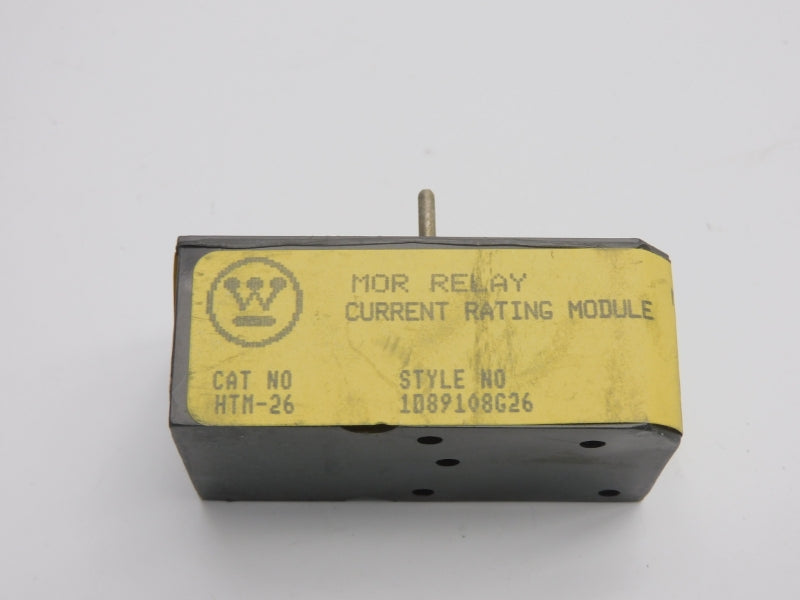 W
MOR RELAY
CURRENT RATING MODULE
CAT NO STYLE NO
HTM-26 1D89108G26